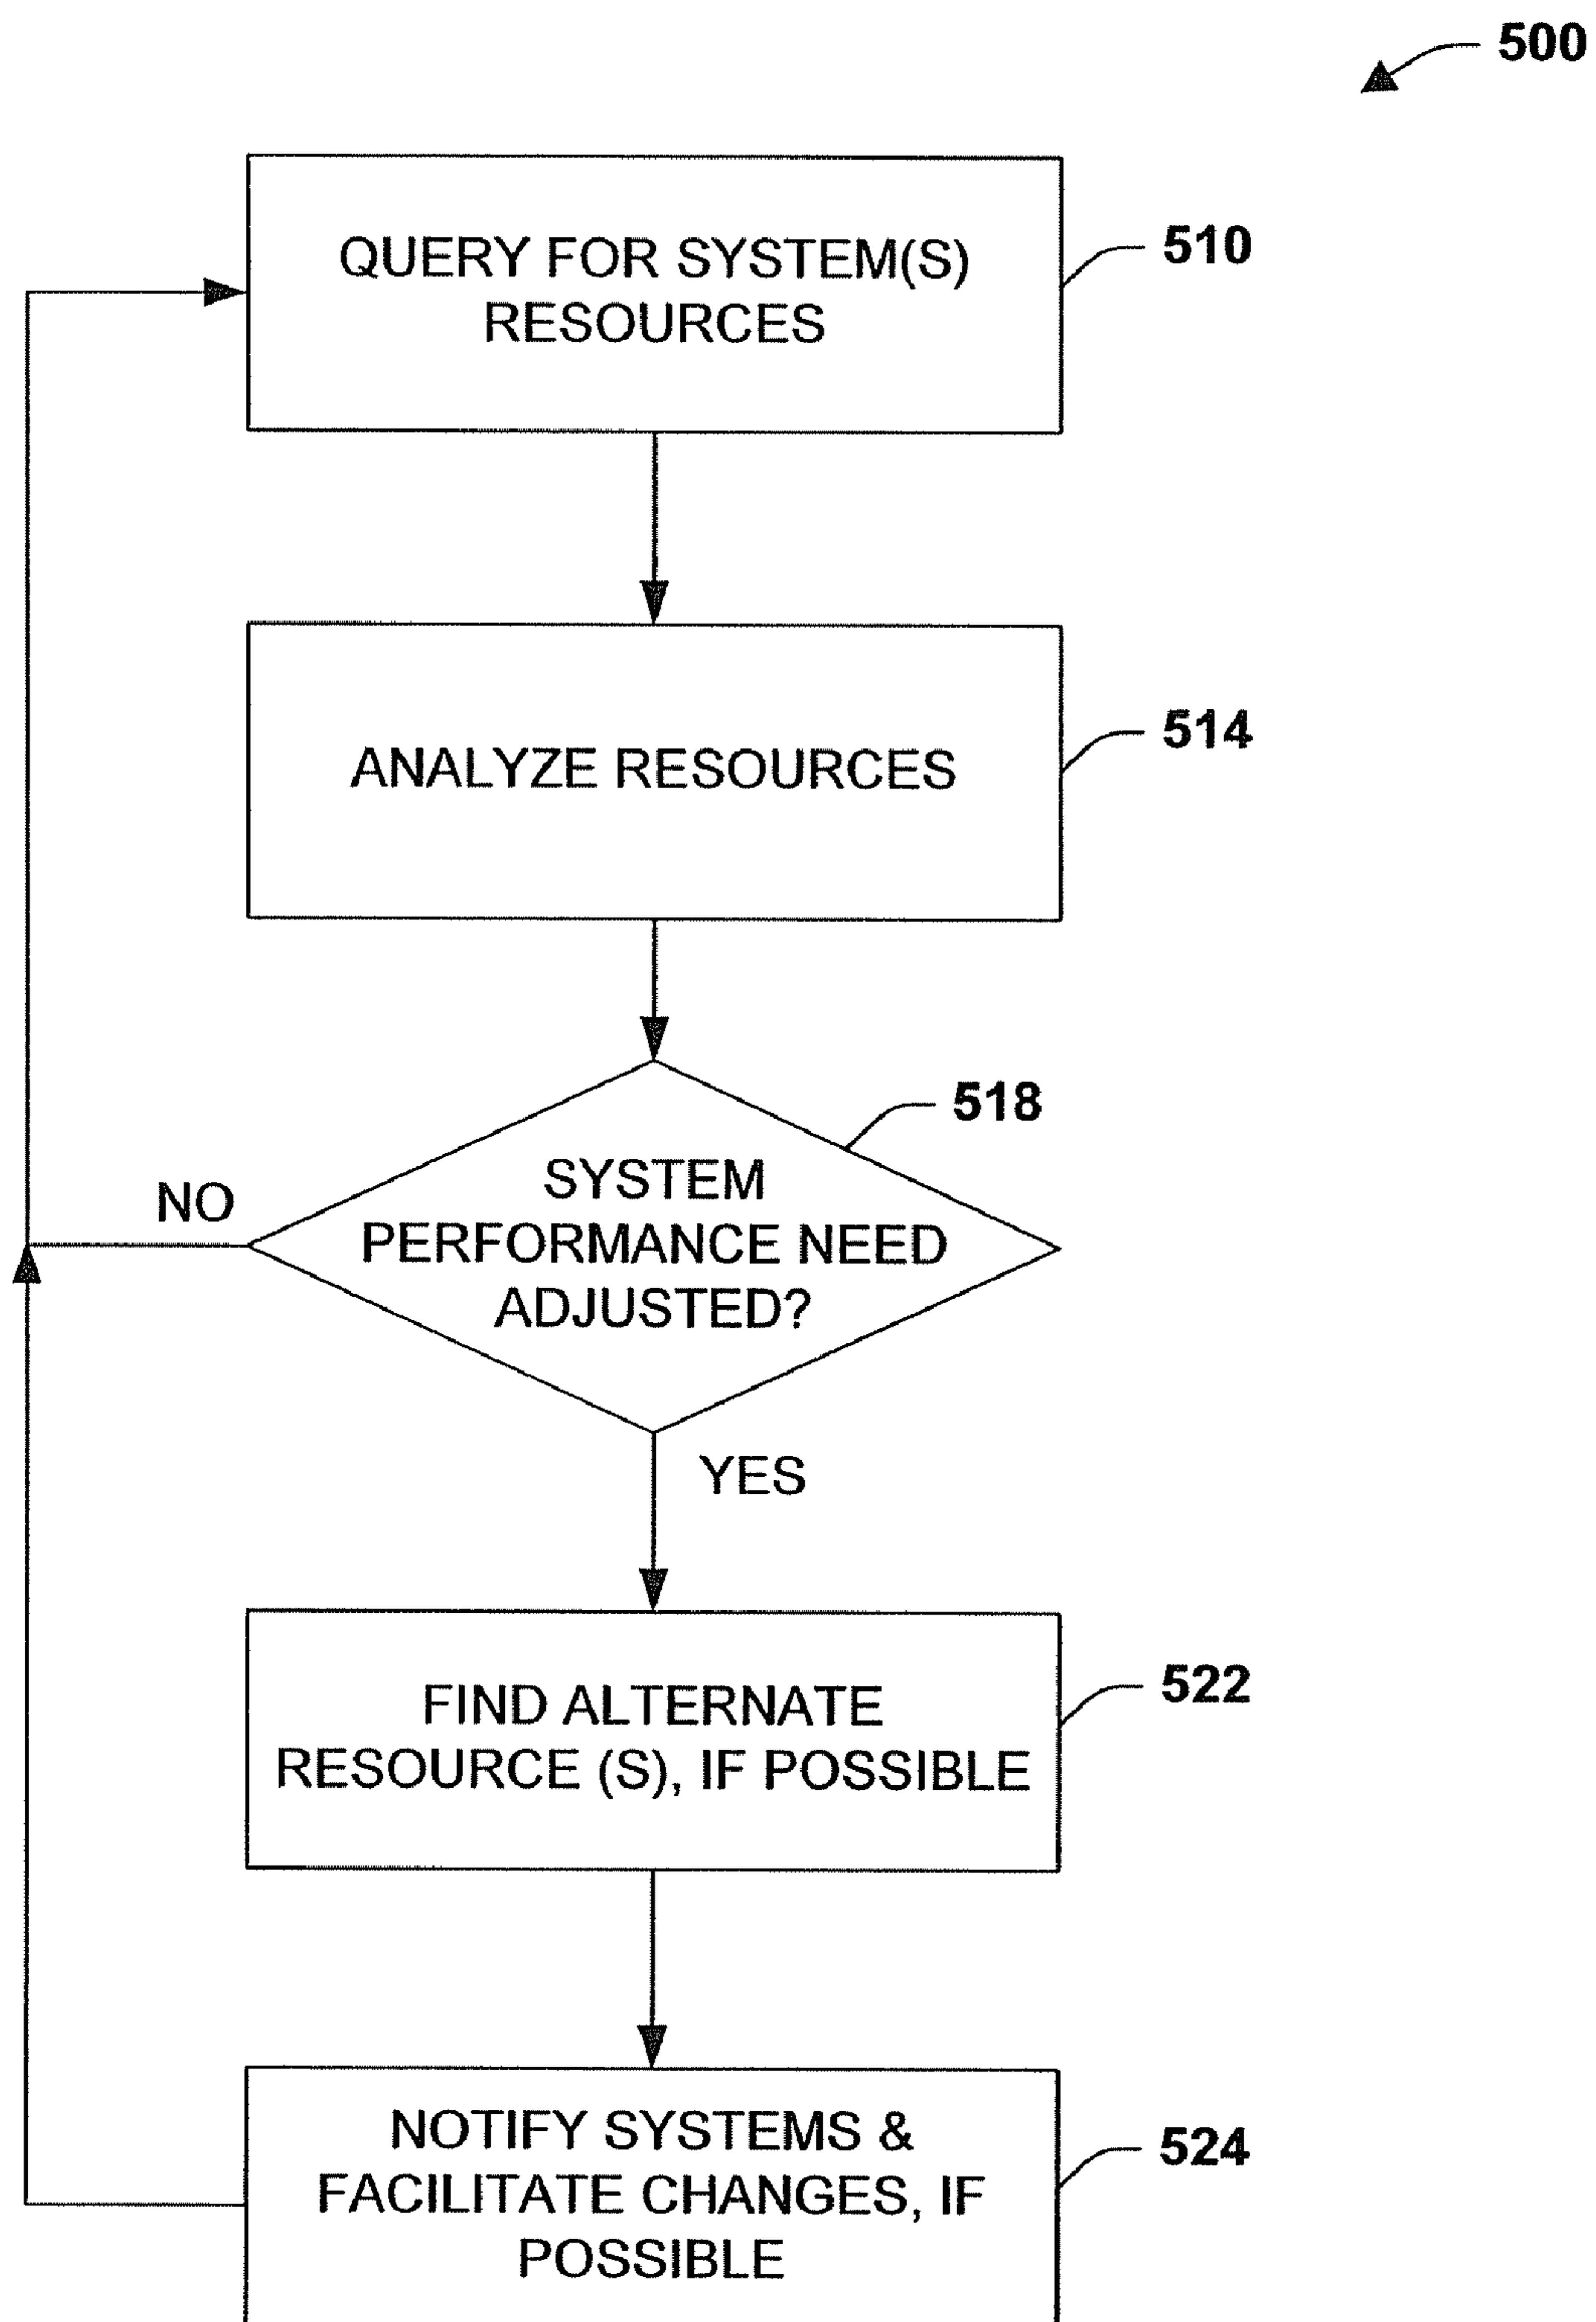 500
QUERY FOR SYSTEM(S)
RESOURCES
510
ANALYZE RESOURCES
514
518
SYSTEM
PERFORMANCE NEED
ADJUSTED?
NO
YES
FIND ALTERNATE
RESOURCE (S), IF POSSIBLE
522
NOTIFY SYSTEMS &
FACILITATE CHANGES, IF
POSSIBLE
524